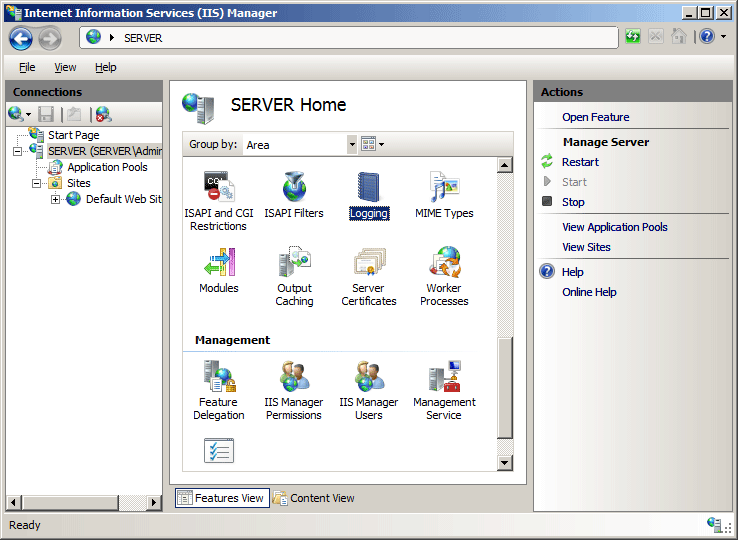 Internet Information Services (IIS) Manager
SERVER
File View Help
Connections
Start Page
SERVER (SERVER\Admir
Application Pools
Sites
Default Web Sit
SERVER Home
Group by: Area
ISAPI and CGI
Restrictions
ISAPI Filters
Logging
MIME Types
Modules
Output
Caching
Server
Certificates
Worker
Processes
Management
Feature
Delegation
IIS Manager
Permissions
IIS Manager
Users
Management
Service
Features View
Content View
Actions
Open Feature
Manage Server
Restart
Start
Stop
View Application Pools
View Sites
Help
Online Help
Ready